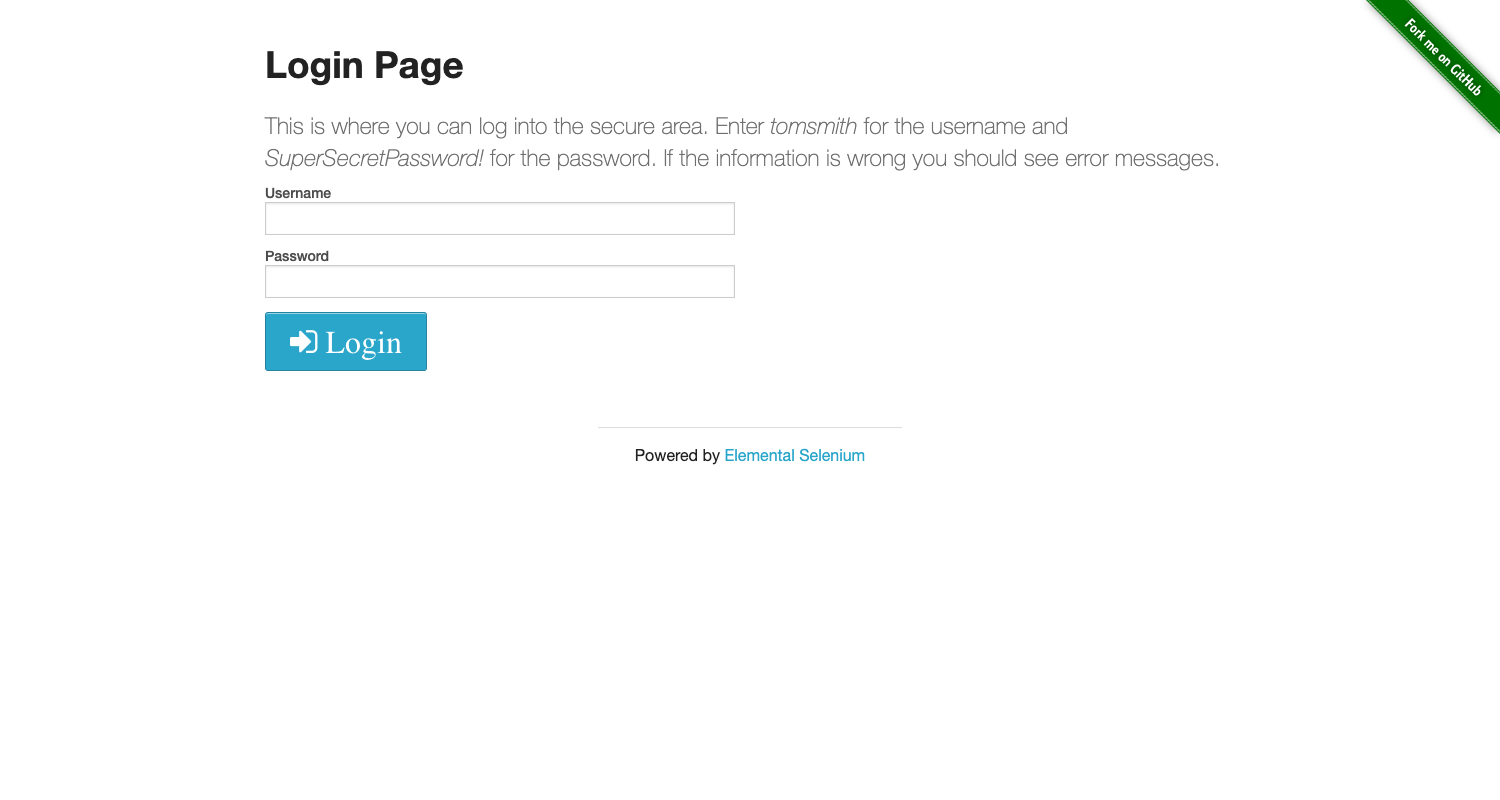 Login Page
Fork me on GitHub
This is where you can log into the secure area. Enter tomsmith for the username and
SuperSecretPassword! for the password. If the information is wrong you should see error messages.
Username
Password
Login
Powered by Elemental Selenium